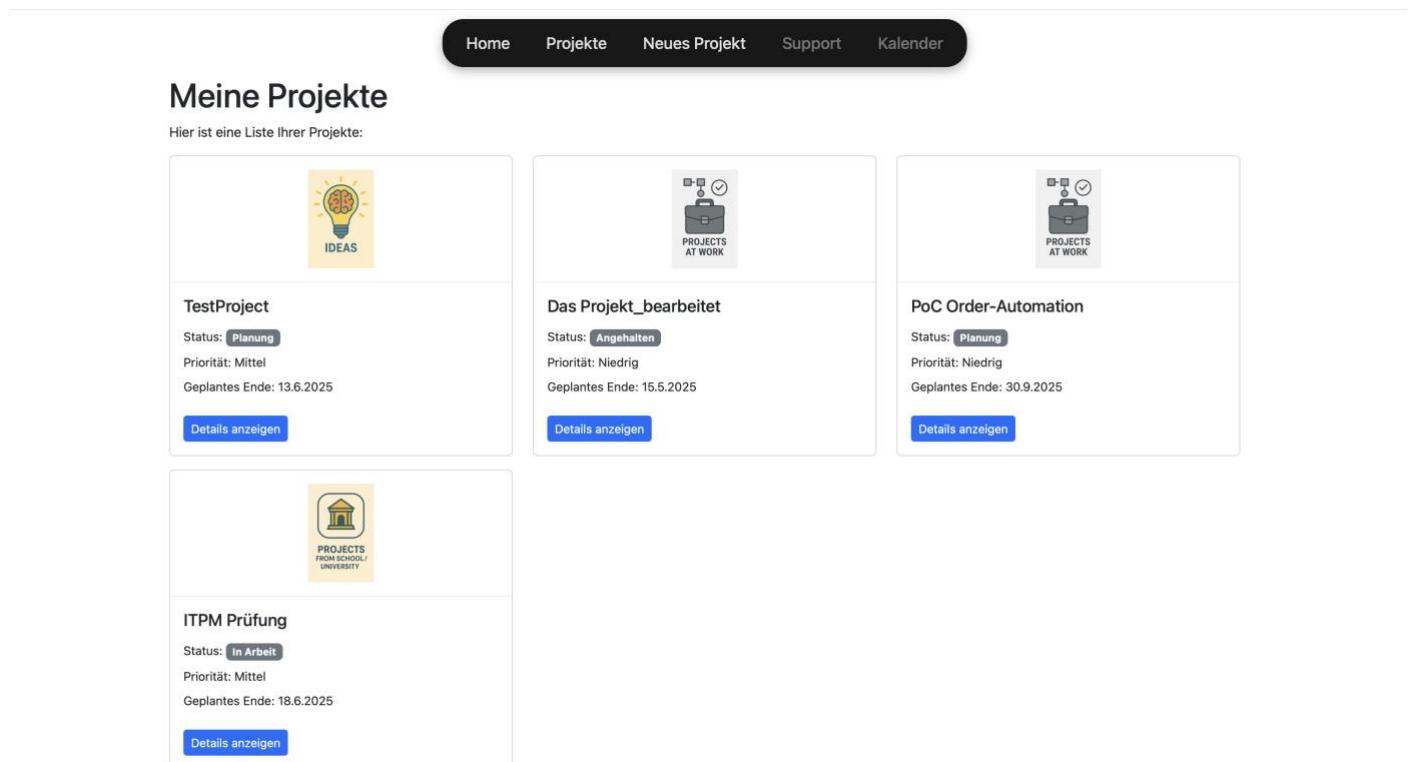 Home Projekte Neues Projekt Support Kalender
Meine Projekte
Hier ist eine Liste Ihrer Projekte:
IDEAS
TestProject
Status: Planung
Priorität: Mittel
Geplantes Ende: 13.6.2025
Details anzeigen
PROJECTS
AT WORK
Das Projekt_bearbeitet
Status: Angehalten
Priorität: Niedrig
Geplantes Ende: 15.5.2025
Details anzeigen
PROJECTS
AT WORK
PoC Order-Automation
Status: Planung
Priorität: Niedrig
Geplantes Ende: 30.9.2025
Details anzeigen
PROJECTS
FROM SCHOOL/
UNIVERSITY
ITPM Prüfung
Status: In Arbeit
Priorität: Mittel
Geplantes Ende: 18.6.2025
Details anzeigen